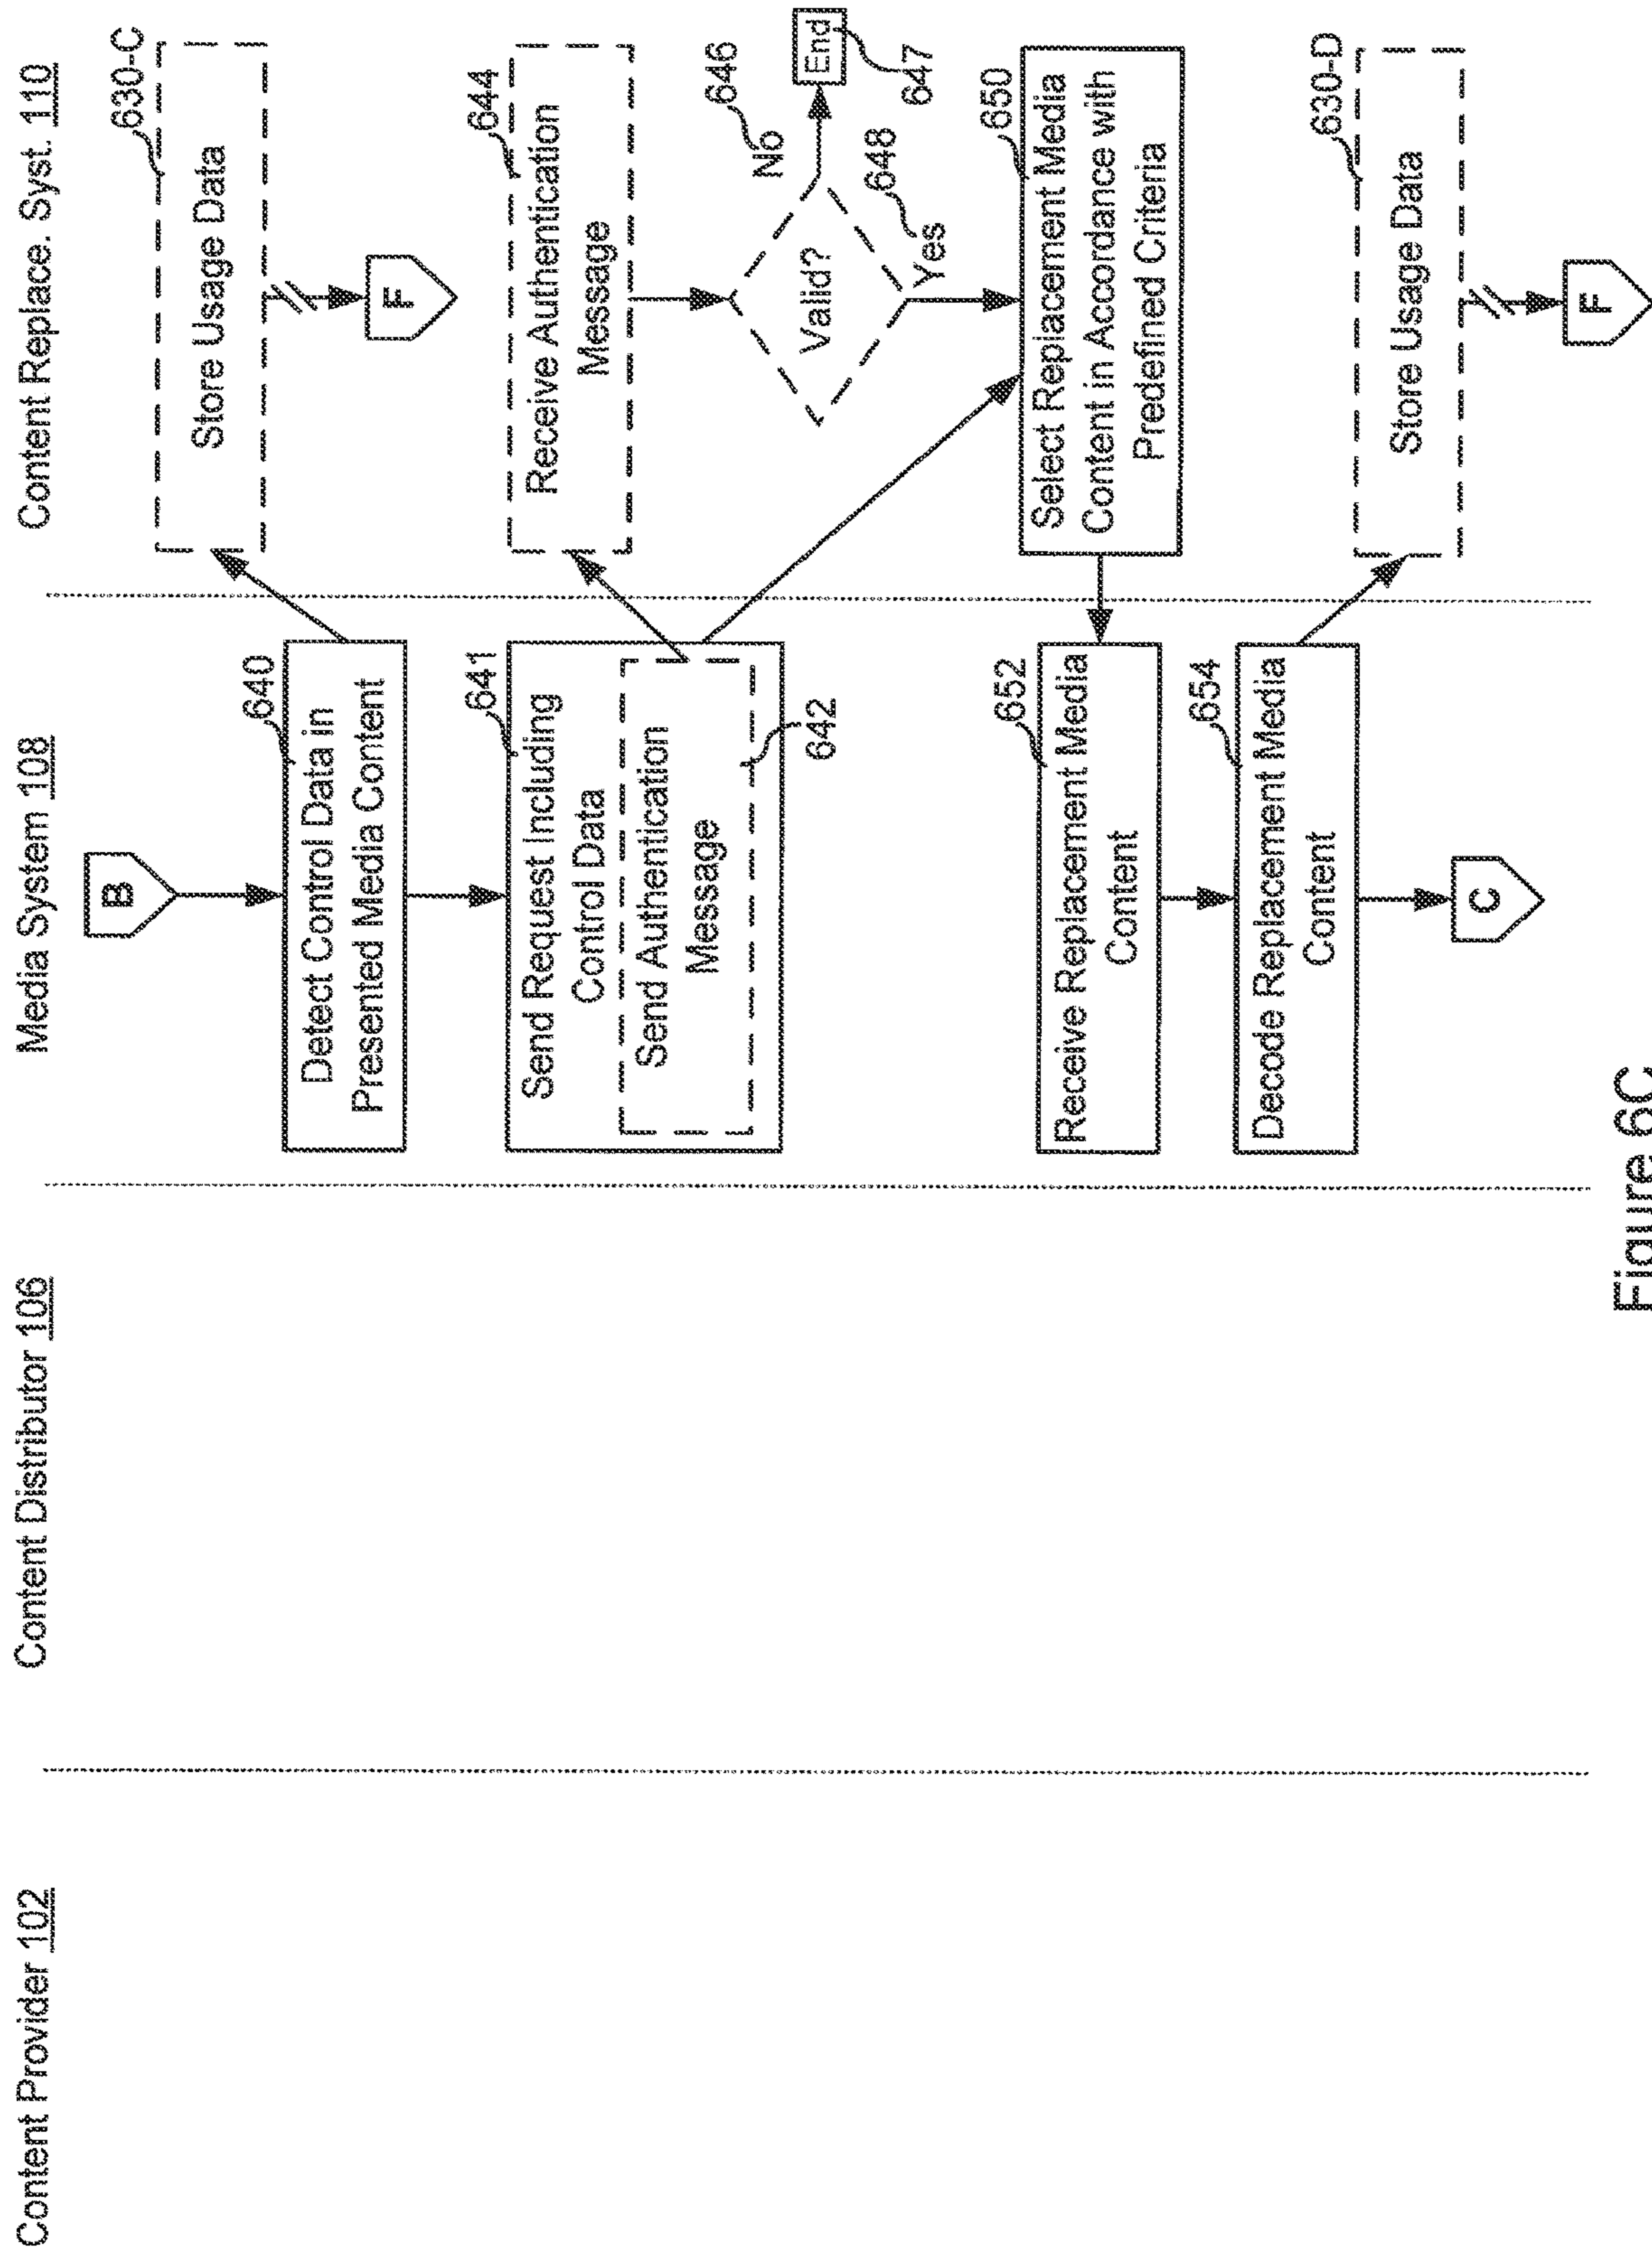 Content Provider 102
Content Distributor 106
Media System 108
Content Replace. Syst. 110
B
640
Detect Control Data in
Presented Media Content
630-C
Store Usage Data
F
641
Send Request Including
Control Data
Send Authentication
Message
642
644
Receive Authentication
Message
Valid?
No
646
End
647
Yes
648
650
Select Replacement Media
Content in Accordance with
Predefined Criteria
652
Receive Replacement Media
Content
654
Decode Replacement Media
Content
630-D
Store Usage Data
F
C
Figure 6C